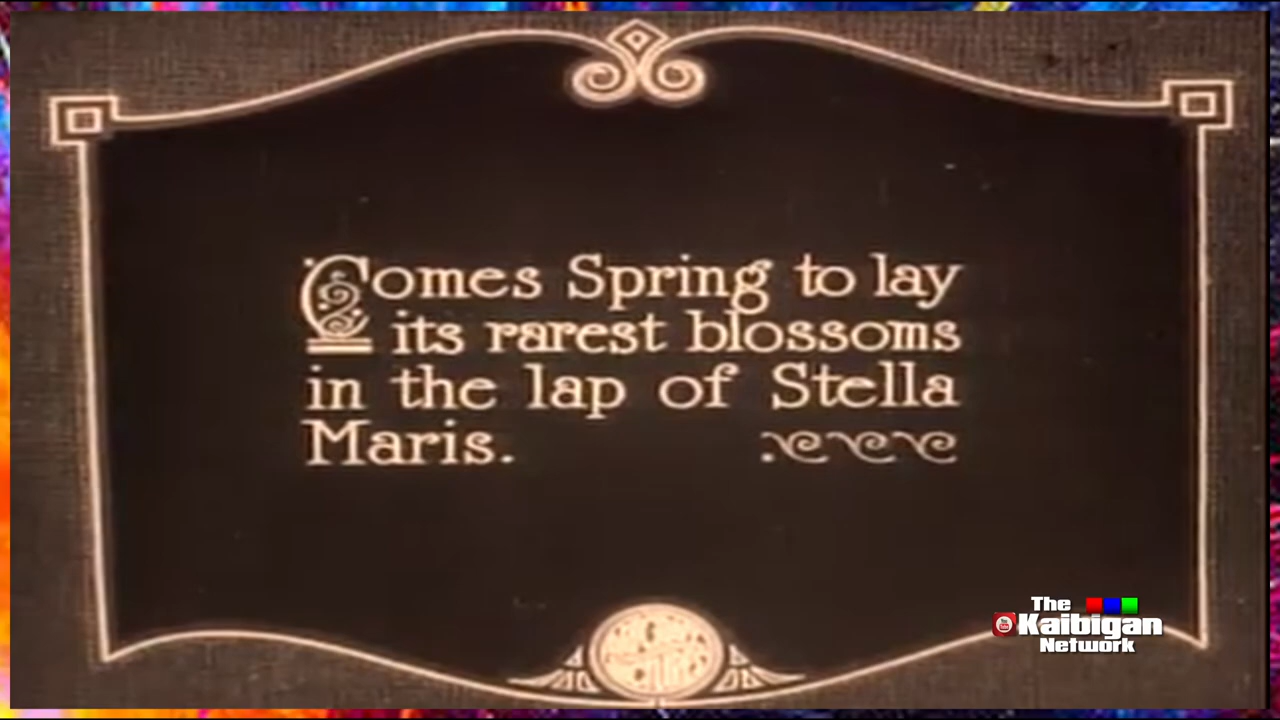 Comes Spring to lay
its rarest blossoms
in the lap of Stella
Maris.
The
Kaibigan
Network